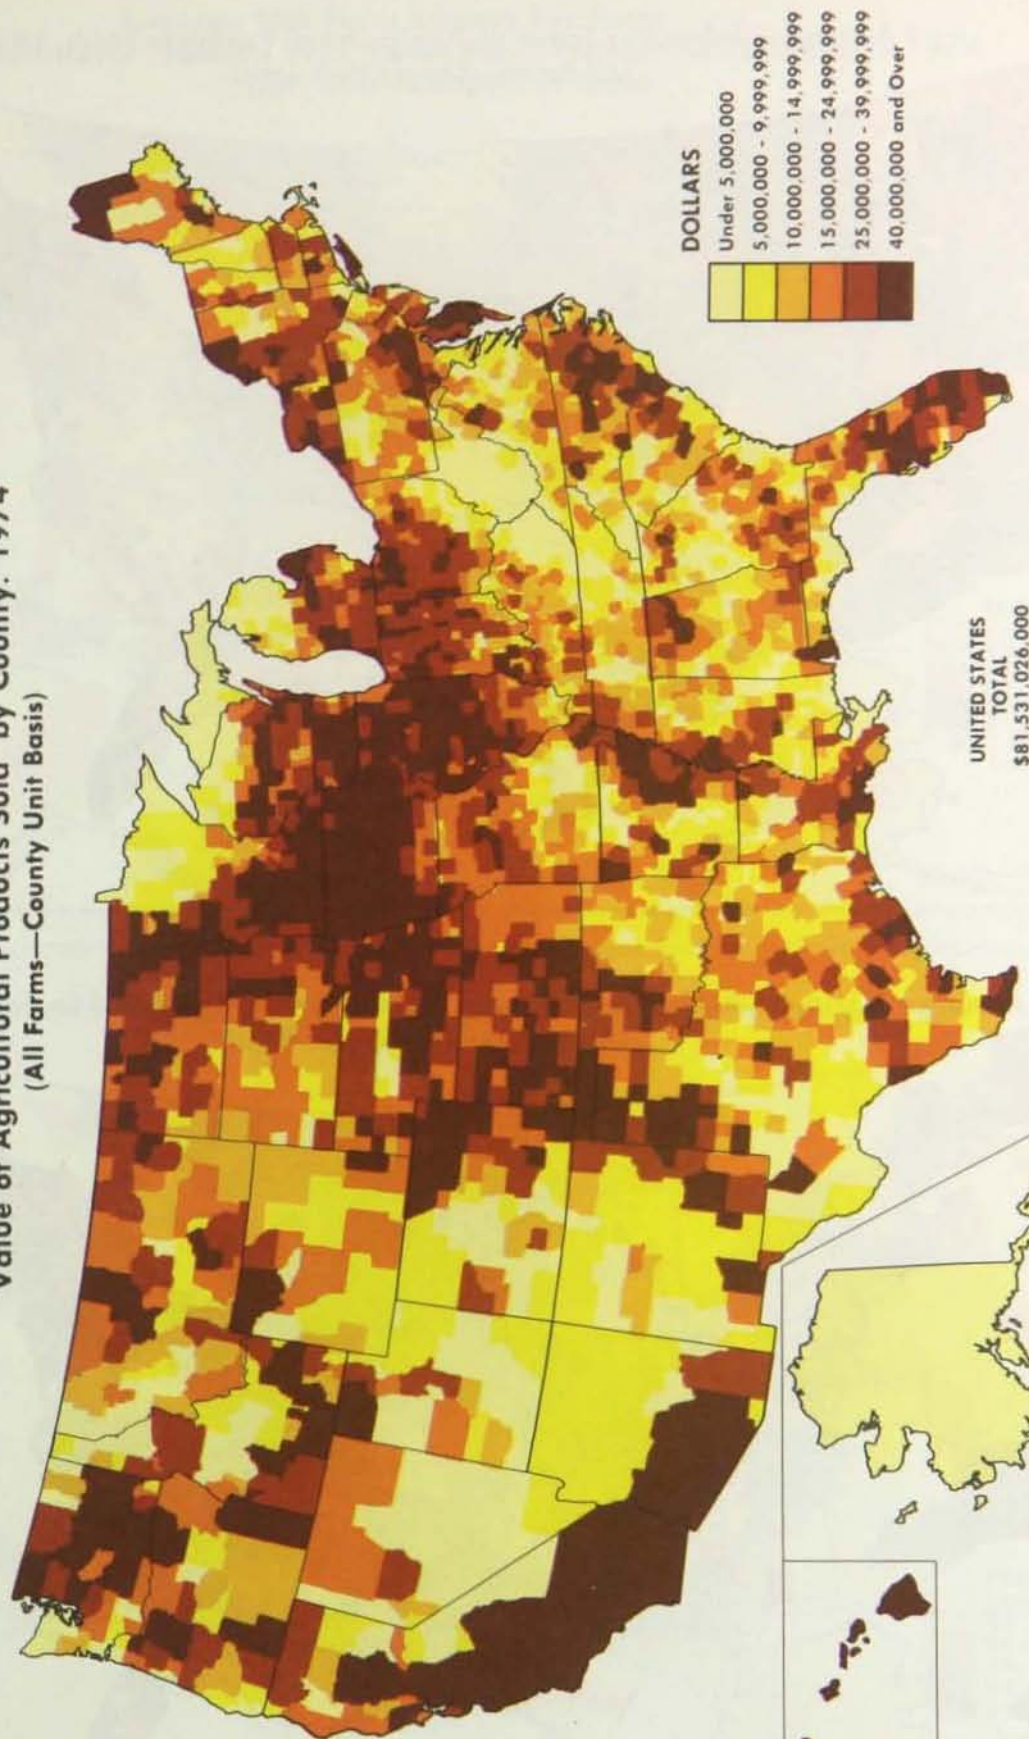 Value of Agricultural Products Sold by County: 1974
(All Farms—County Unit Basis)
DOLLARS
Under 5,000,000
5,000,000 - 9,999,999
10,000,000 - 14,999,999
15,000,000 - 24,999,999
25,000,000 - 39,999,999
40,000,000 and Over
UNITED STATES
TOTAL
$81,531,026,000